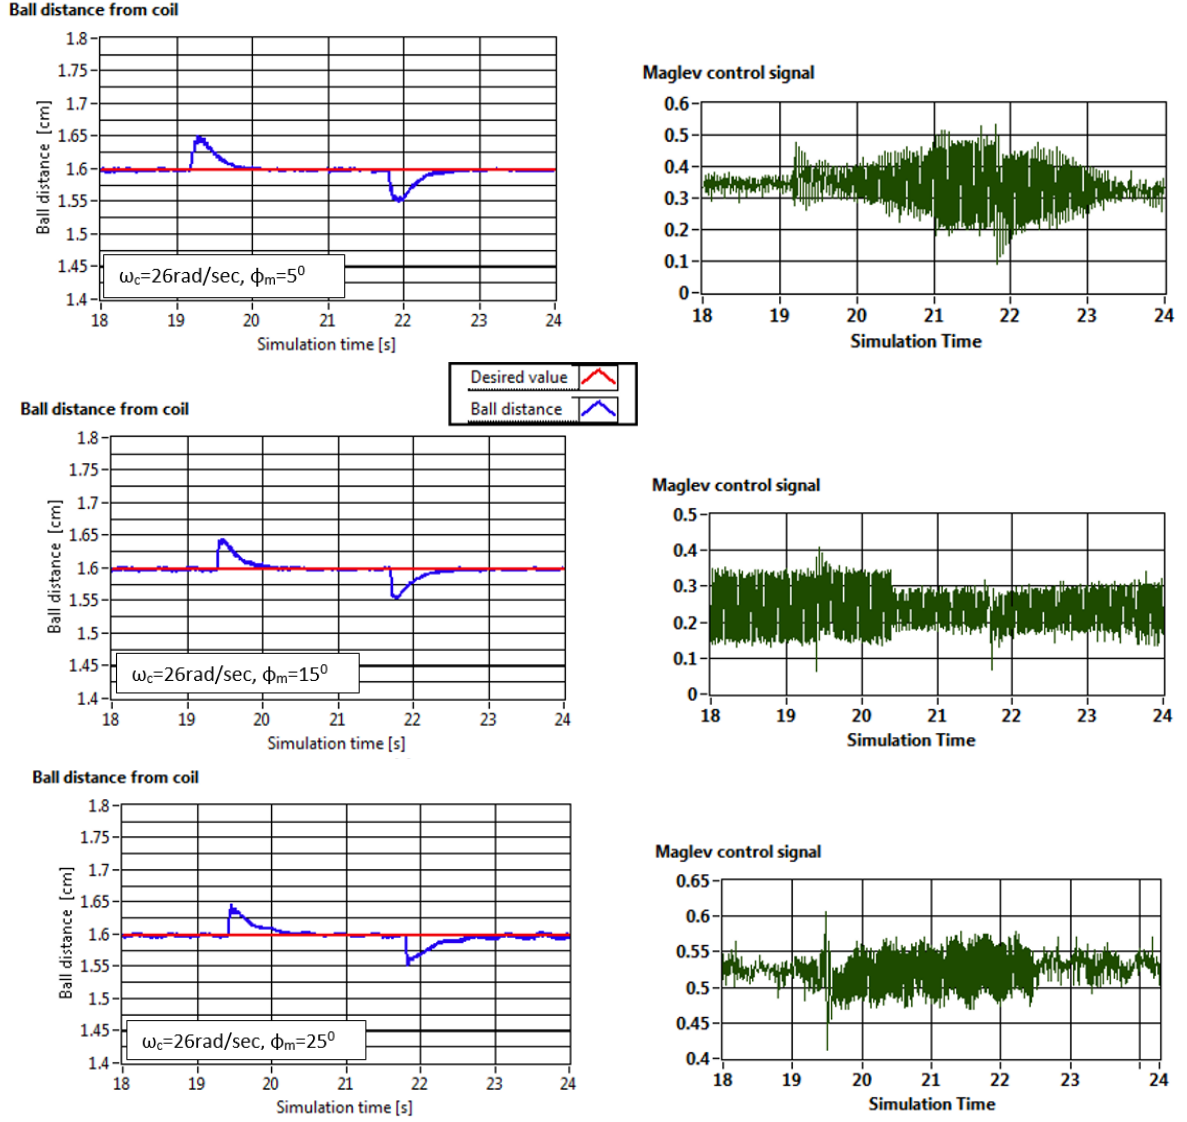 Ball distance from coil
1.8
1.75
1.7
1.65
1.6
1.55
1.5
1.45
1.4
Ball distance [cm]
ωc=26rad/sec, ϕm=5⁰
18 19 20 21 22 23 24
Simulation time [s]
Maglev control signal
0.6
0.5
0.4
0.3
0.2
0.1
0
18 19 20 21 22 23 24
Simulation Time
Desired value
Ball distance
Ball distance from coil
1.8
1.75
1.7
1.65
1.6
1.55
1.5
1.45
1.4
Ball distance [cm]
ωc=26rad/sec, ϕm=15⁰
18 19 20 21 22 23 24
Simulation time [s]
Maglev control signal
0.5
0.4
0.3
0.2
0.1
0
18 19 20 21 22 23 24
Simulation Time
Ball distance from coil
1.8
1.75
1.7
1.65
1.6
1.55
1.5
1.45
1.4
Ball distance [cm]
ωc=26rad/sec, ϕm=25⁰
18 19 20 21 22 23 24
Simulation time [s]
Maglev control signal
0.65
0.6
0.55
0.5
0.45
0.4
18 19 20 21 22 23 24
Simulation Time